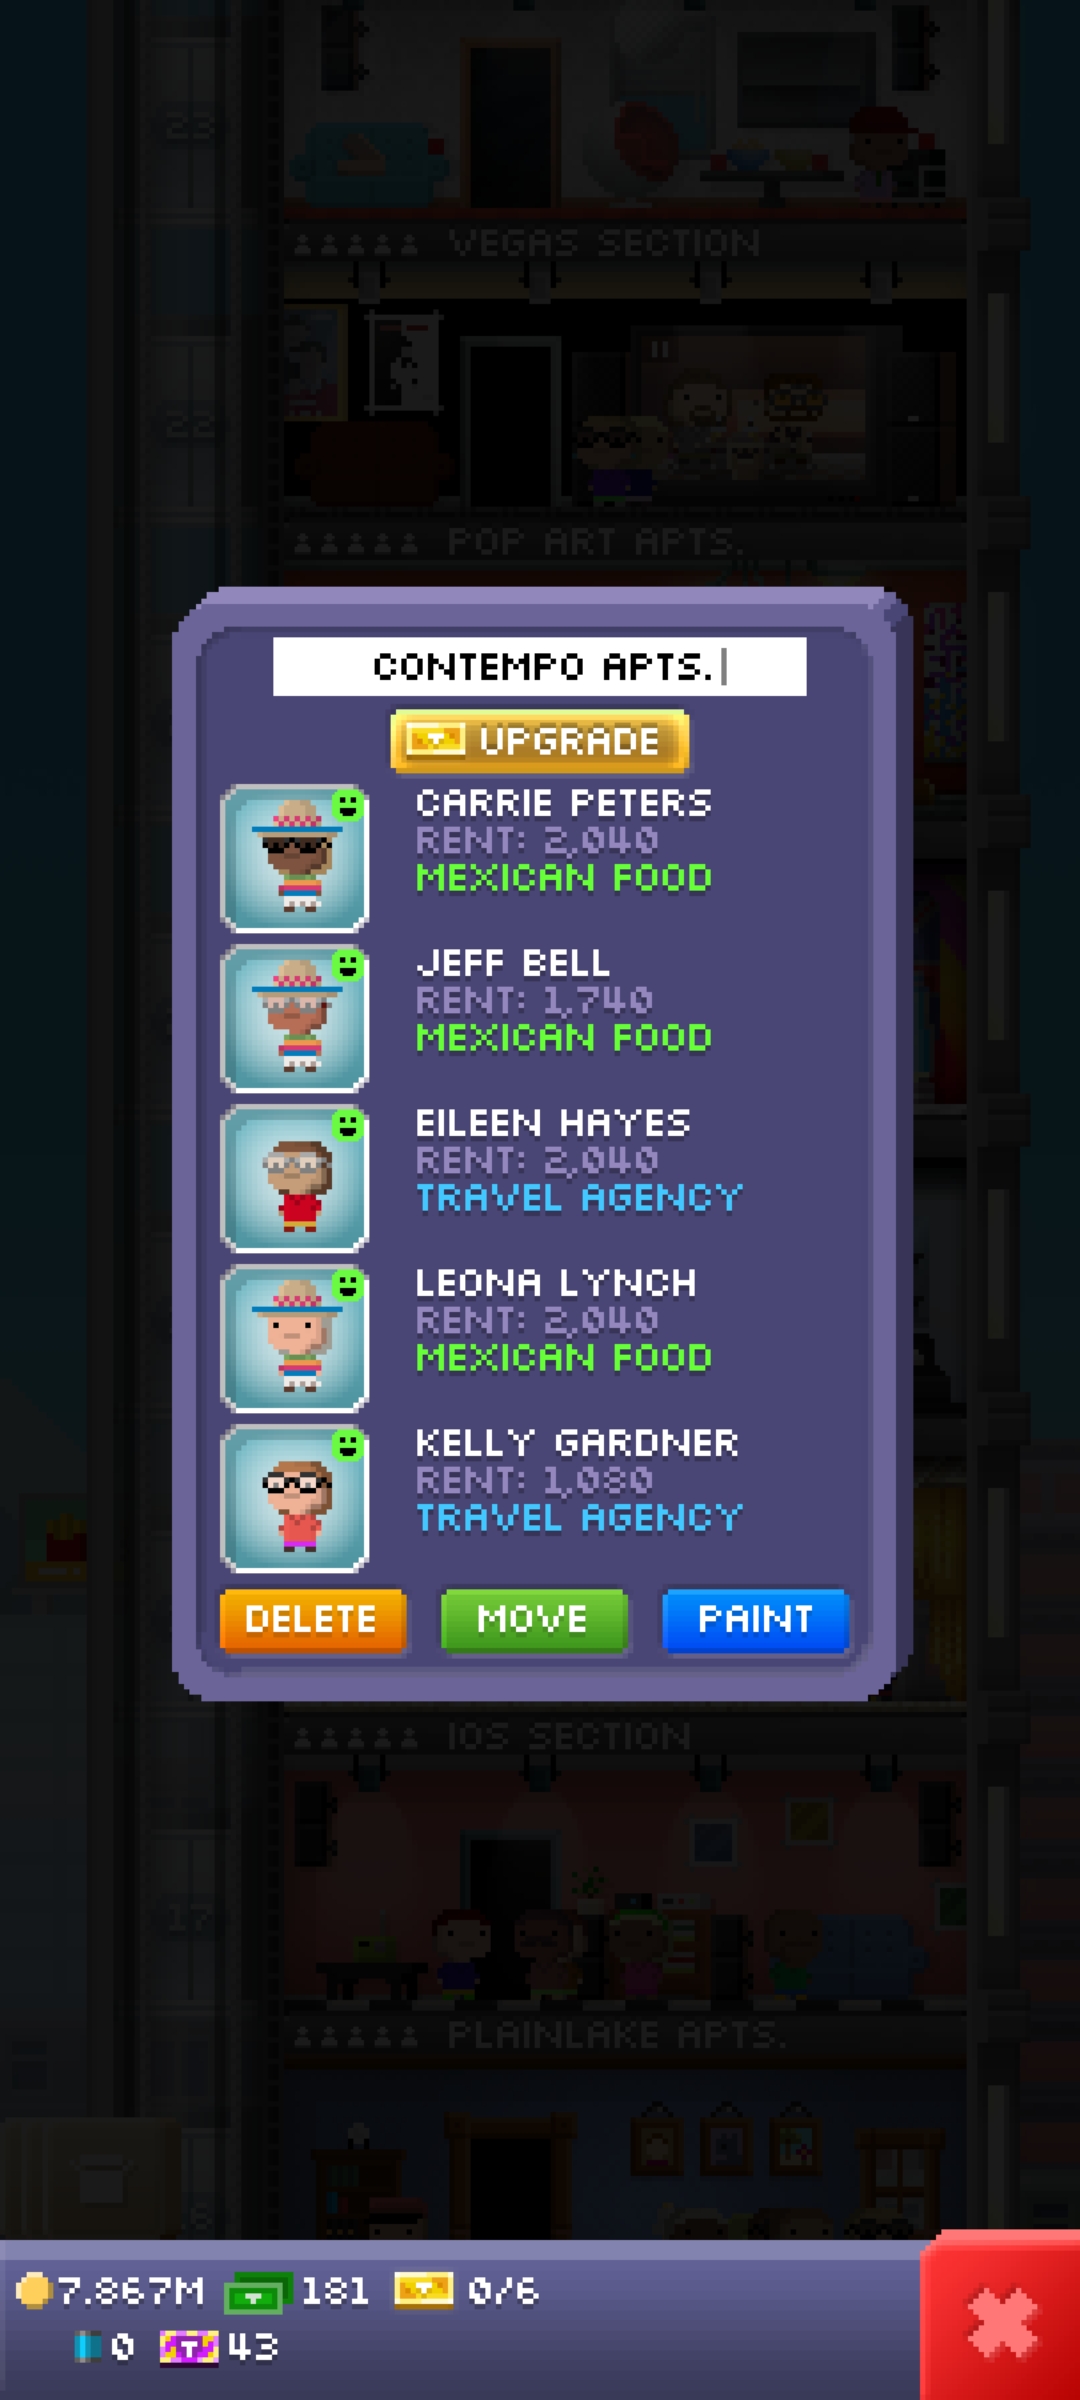 23
VEGAS SECTION
22
POP ART APTS.
CONTEMPO APTS.
UPGRADE
CARRIE PETERS
RENT: 2,040
MEXICAN FOOD
JEFF BELL
RENT: 1,740
MEXICAN FOOD
EILEEN HAYES
RENT: 2,040
TRAVEL AGENCY
LEONA LYNCH
RENT: 2,040
MEXICAN FOOD
KELLY GARDNER
RENT: 1,080
TRAVEL AGENCY
DELETE MOVE PAINT
IOS SECTION
17
PLAINLAKE APTS.
7.867M 181 0/6
0 43